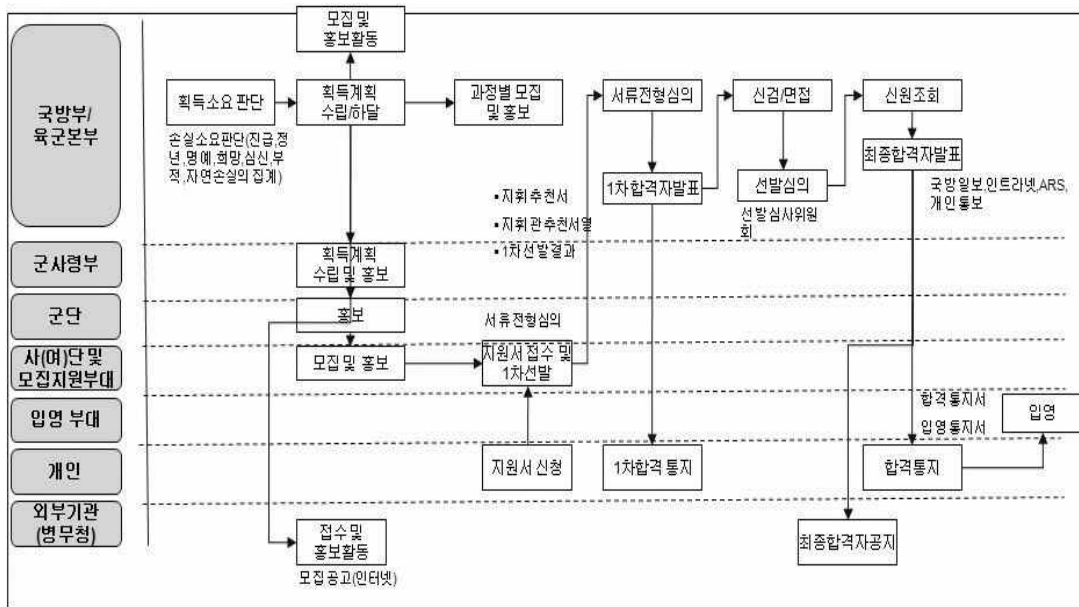 모집 및
홍보활동
국방부/
육군본부
획득소요 판단
획득계획
수립/하달
과정별 모집
및 홍보
서류전형심의
신검/면접
신원조회
손실소요판단(진급,정
년,명예,희망,심신,부
적,자연손실의 집계)
1차합격자발표
선발심의
최종합격자발표
▪지휘추천서
▪지휘관추천서열
▪1차선발결과
선발심사위원
회
국방일보,인트라넷,ARS,
개인통보
군사령부
획득계획
수립 및 홍보
군단
홍보
서류전형심의
사(여)단 및
모집지원부대
모집 및 홍보
지원서접수 및
1차선발
입영 부대
합격통지서
입영통지서
입영
개인
지원서 신청
1차합격 통지
합격통지
외부기관
(병무청)
접수 및
홍보활동
모집공고(인터넷)
최종합격자공지